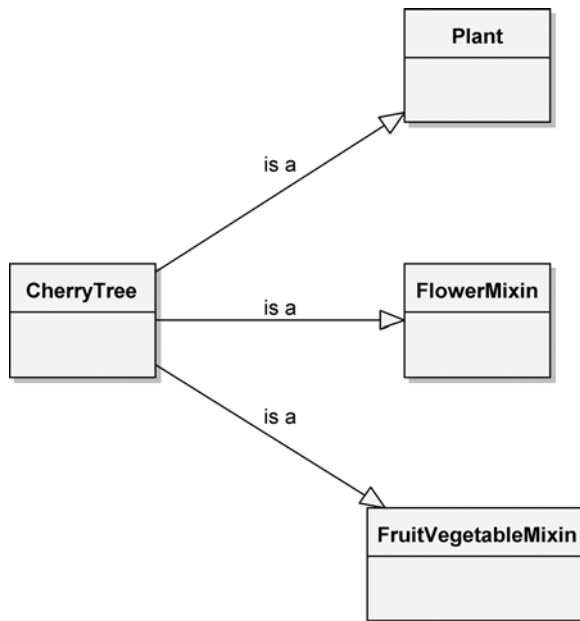 Plant
is a
CherryTree
is a
FlowerMixin
is a
FruitVegetableMixin